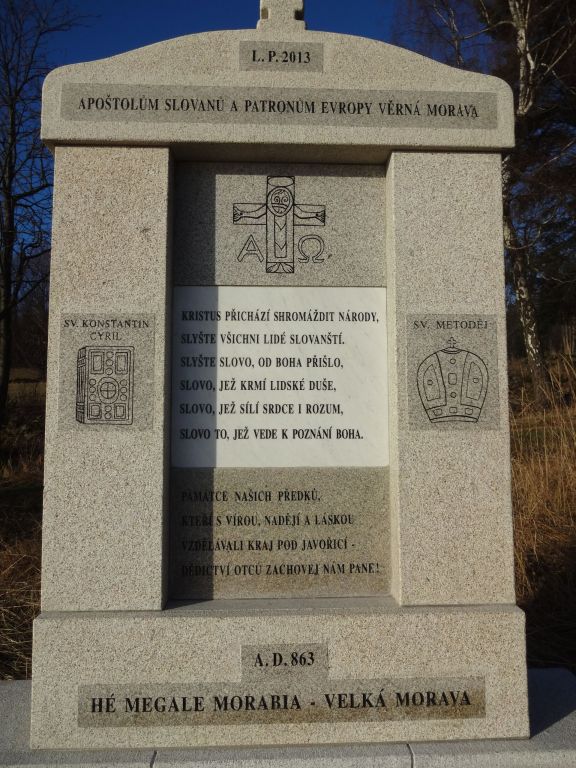 L. P. 2013
APOŠTOLŮM SLOVANŮ A PATRONŮM EVROPY VĚRNÁ MORAVA
Α Ω
SV. KONSTANTIN
CYRIL
SV. METODĚJ
KRISTUS PŘICHÁZÍ SHROMÁŽDIT NÁRODY,
SLYŠTE VŠICHNI LIDÉ SLOVANŠTÍ.
SLYŠTE SLOVO, OD BOHA PŘIŠLO,
SLOVO, JEŽ KRMÍ LIDSKÉ DUŠE,
SLOVO, JEŽ SÍLÍ SRDCE I ROZUM,
SLOVO TO, JEŽ VEDE K POZNÁNÍ BOHA.
PAMÁTCE NAŠICH PŘEDKŮ,
KTEŘÍ S VÍROU, NADĚJÍ A LÁSKOU
VZDĚLÁVALI KRAJ POD JAVOŘICÍ -
DĚDICTVÍ OTCŮ ZACHOVEJ NÁM PANE!
A. D. 863
HÉ MEGALE MORABIA - VELKÁ MORAVA